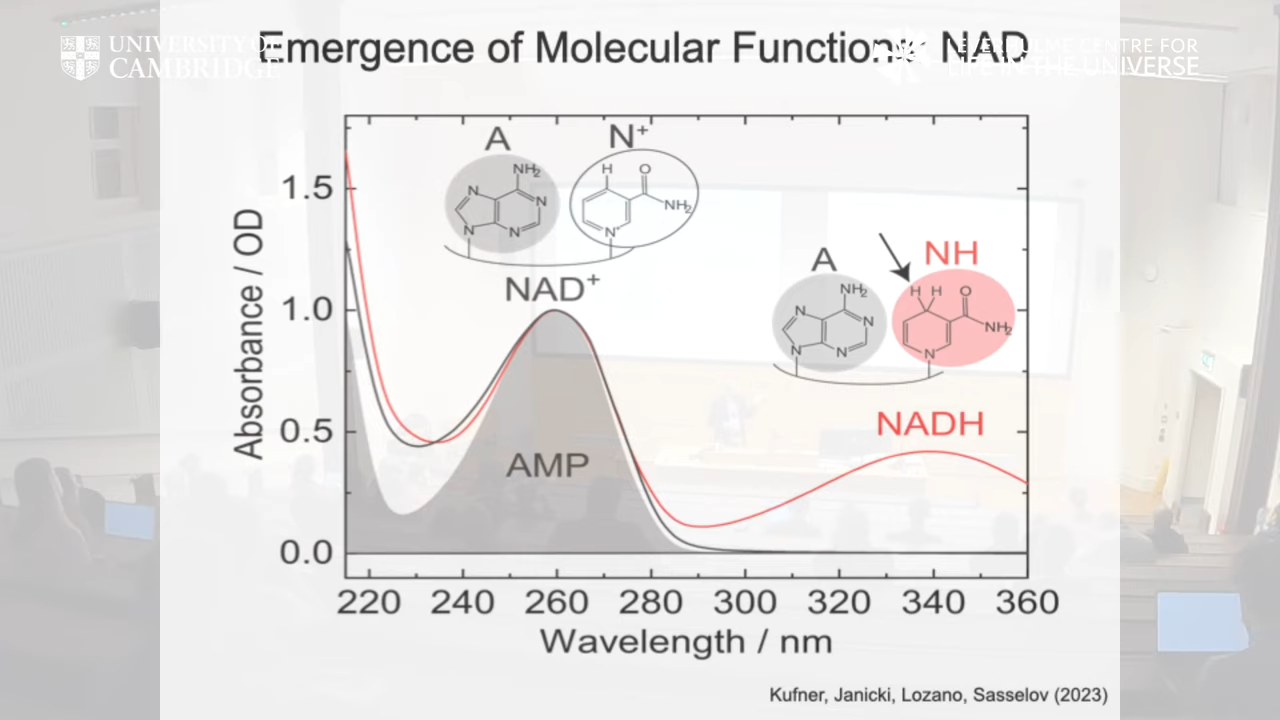 UNIVERSITY OF
CAMBRIDGE
Emergence of Molecular Functions: NAD
LEVERHULME CENTRE FOR
LIFE IN THE UNIVERSE
A
N⁺
NH₂
N
N
N
N
H
O
NH₂
N⁺
NAD⁺
A
NH
NH₂
N
N
N
N
H H
O
NH₂
N
NADH
AMP
Absorbance / OD
1.5
1.0
0.5
0.0
220 240 260 280 300 320 340 360
Wavelength / nm
Kufner, Janicki, Lozano, Sasselov (2023)